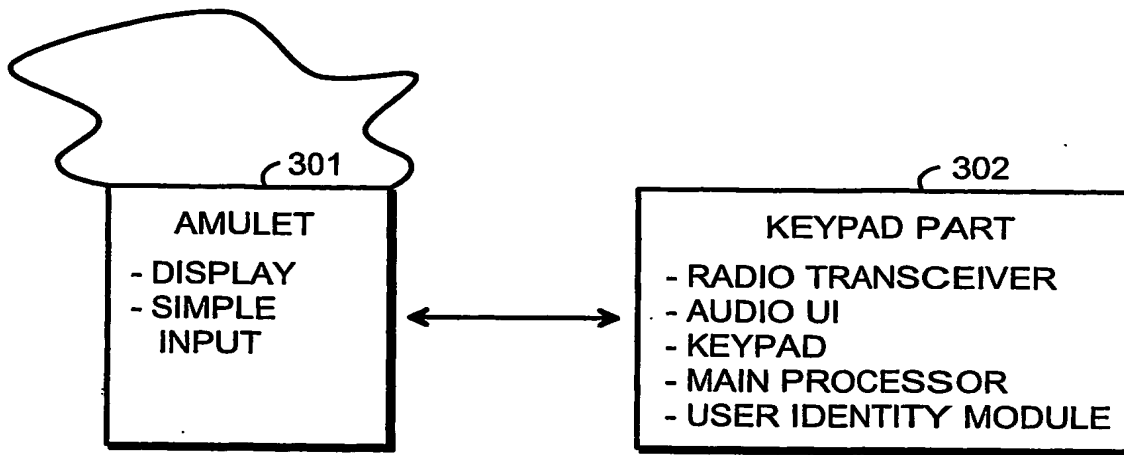 301
AMULET
- DISPLAY
- SIMPLE
INPUT
302
KEYPAD PART
- RADIO TRANSCEIVER
- AUDIO UI
- KEYPAD
- MAIN PROCESSOR
- USER IDENTITY MODULE